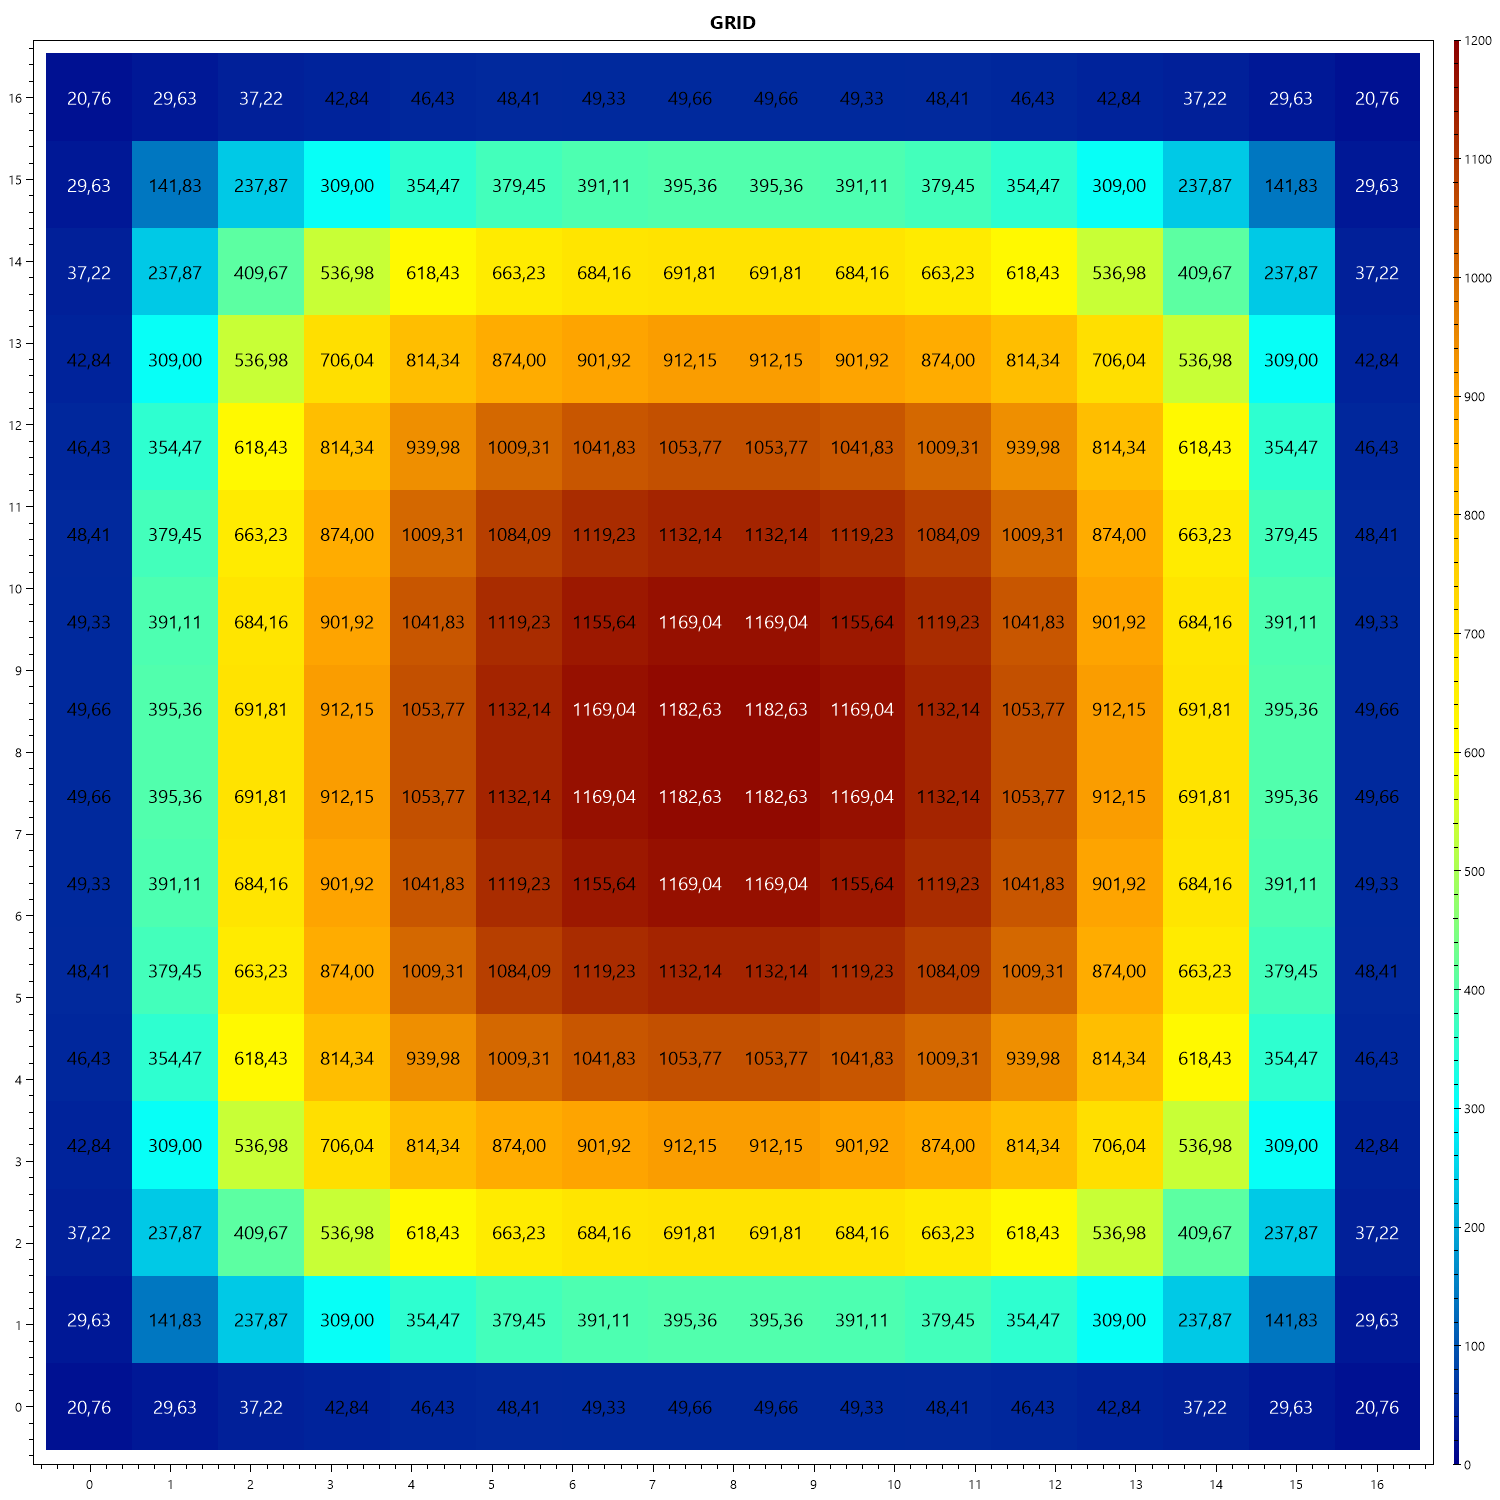 GRID
20,76 29,63 37,22 42,84 46,43 48,41 49,33 49,66 49,66 49,33 48,41 46,43 42,84 37,22 29,63 20,76
29,63 141,83 237,87 309,00 354,47 379,45 391,11 395,36 395,36 391,11 379,45 354,47 309,00 237,87 141,83 29,63
37,22 237,87 409,67 536,98 618,43 663,23 684,16 691,81 691,81 684,16 663,23 618,43 536,98 409,67 237,87 37,22
42,84 309,00 536,98 706,04 814,34 874,00 901,92 912,15 912,15 901,92 874,00 814,34 706,04 536,98 309,00 42,84
46,43 354,47 618,43 814,34 939,98 1009,31 1041,83 1053,77 1053,77 1041,83 1009,31 939,98 814,34 618,43 354,47 46,43
48,41 379,45 663,23 874,00 1009,31 1084,09 1119,23 1132,14 1132,14 1119,23 1084,09 1009,31 874,00 663,23 379,45 48,41
49,33 391,11 684,16 901,92 1041,83 1119,23 1155,64 1169,04 1169,04 1155,64 1119,23 1041,83 901,92 684,16 391,11 49,33
49,66 395,36 691,81 912,15 1053,77 1132,14 1169,04 1182,63 1182,63 1169,04 1132,14 1053,77 912,15 691,81 395,36 49,66
49,66 395,36 691,81 912,15 1053,77 1132,14 1169,04 1182,63 1182,63 1169,04 1132,14 1053,77 912,15 691,81 395,36 49,66
49,33 391,11 684,16 901,92 1041,83 1119,23 1155,64 1169,04 1169,04 1155,64 1119,23 1041,83 901,92 684,16 391,11 49,33
48,41 379,45 663,23 874,00 1009,31 1084,09 1119,23 1132,14 1132,14 1119,23 1084,09 1009,31 874,00 663,23 379,45 48,41
46,43 354,47 618,43 814,34 939,98 1009,31 1041,83 1053,77 1053,77 1041,83 1009,31 939,98 814,34 618,43 354,47 46,43
42,84 309,00 536,98 706,04 814,34 874,00 901,92 912,15 912,15 901,92 874,00 814,34 706,04 536,98 309,00 42,84
37,22 237,87 409,67 536,98 618,43 663,23 684,16 691,81 691,81 684,16 663,23 618,43 536,98 409,67 237,87 37,22
29,63 141,83 237,87 309,00 354,47 379,45 391,11 395,36 395,36 391,11 379,45 354,47 309,00 237,87 141,83 29,63
20,76 29,63 37,22 42,84 46,43 48,41 49,33 49,66 49,66 49,33 48,41 46,43 42,84 37,22 29,63 20,76
16
15
14
13
12
11
10
9
8
7
6
5
4
3
2
1
0
0 1 2 3 4 5 6 7 8 9 10 11 12 13 14 15 16
1200
1100
1000
900
800
700
600
500
400
300
200
100
0